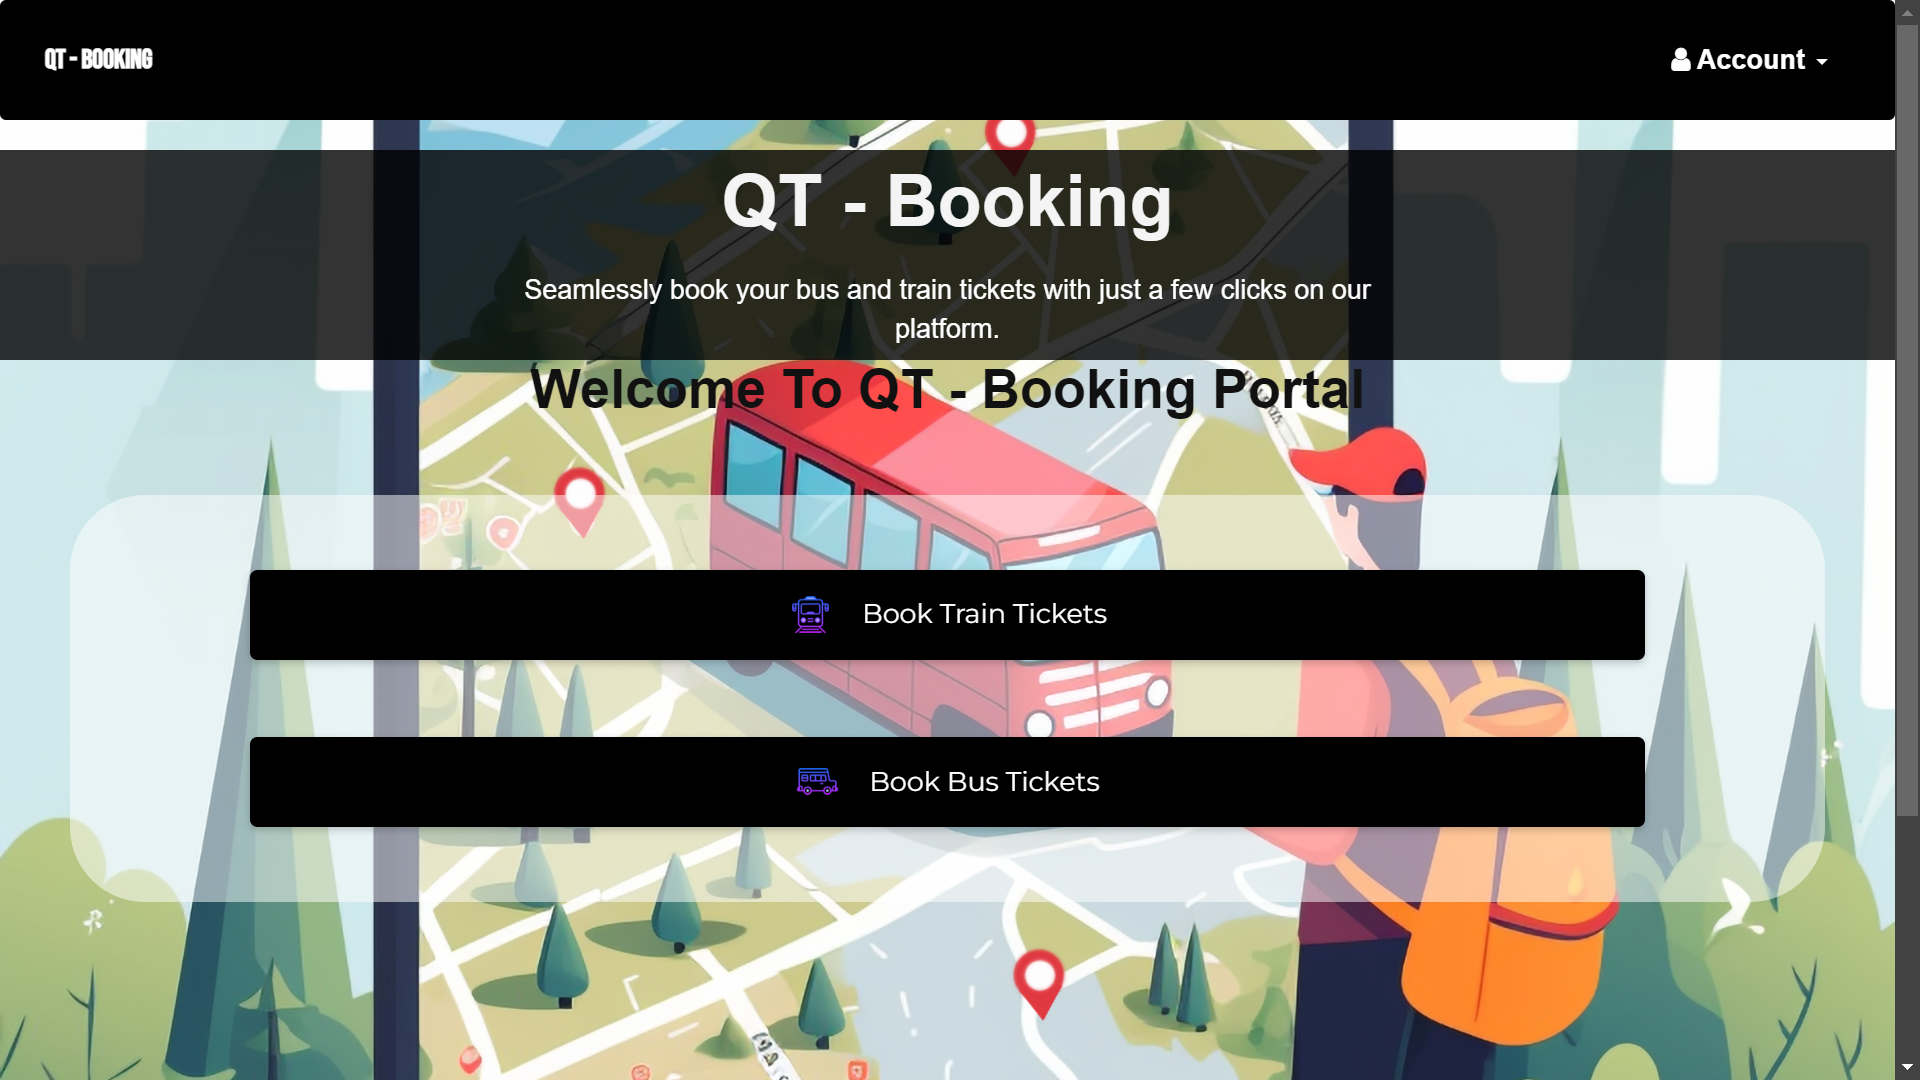 QT - BOOKING
Account
QT - Booking
Seamlessly book your bus and train tickets with just a few clicks on our
platform.
Welcome To QT - Booking Portal
Book Train Tickets
Book Bus Tickets